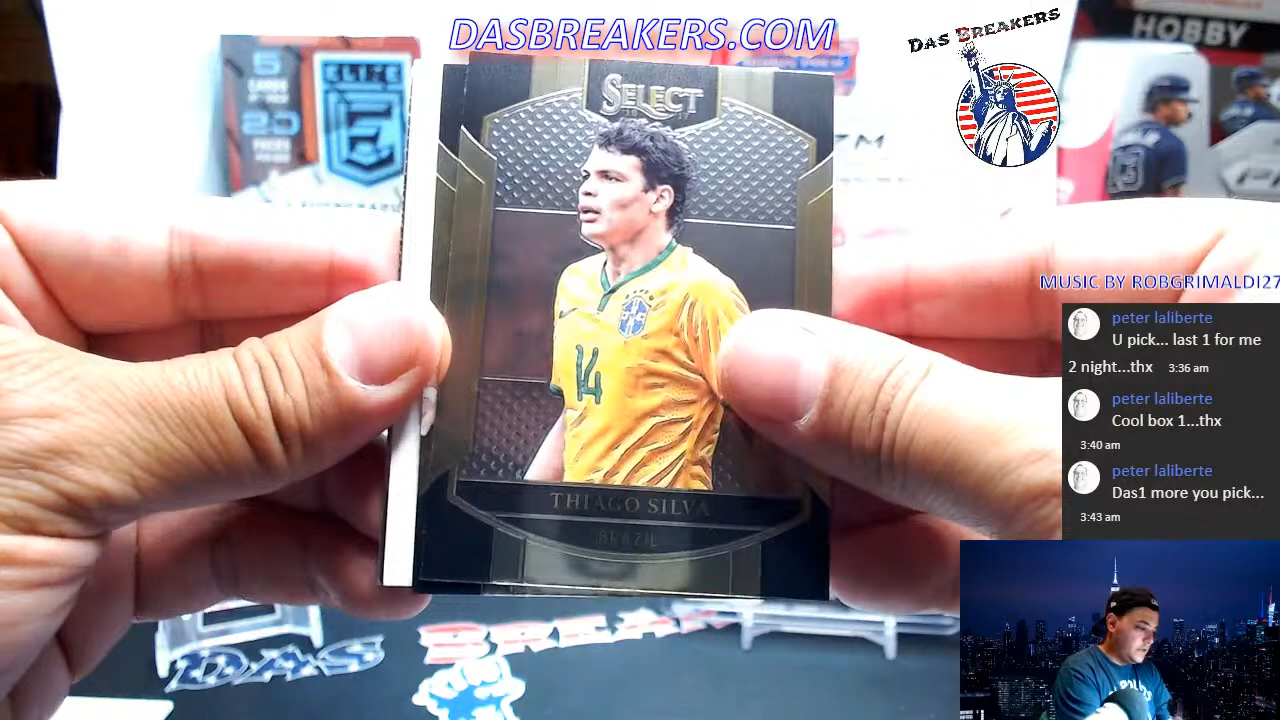 DASBREAKERS.COM
DAS BREAKERS
HOBBY
5
ELITE
20
SELECT
14
THIAGO SILVA
BRAZIL
MUSIC BY ROBGRIMALDI27
peter laliberte
U pick... last 1 for me
2 night...thx 3:36 am
peter laliberte
Cool box 1...thx
3:40 am
peter laliberte
Das1 more you pick...
3:43 am
DAS